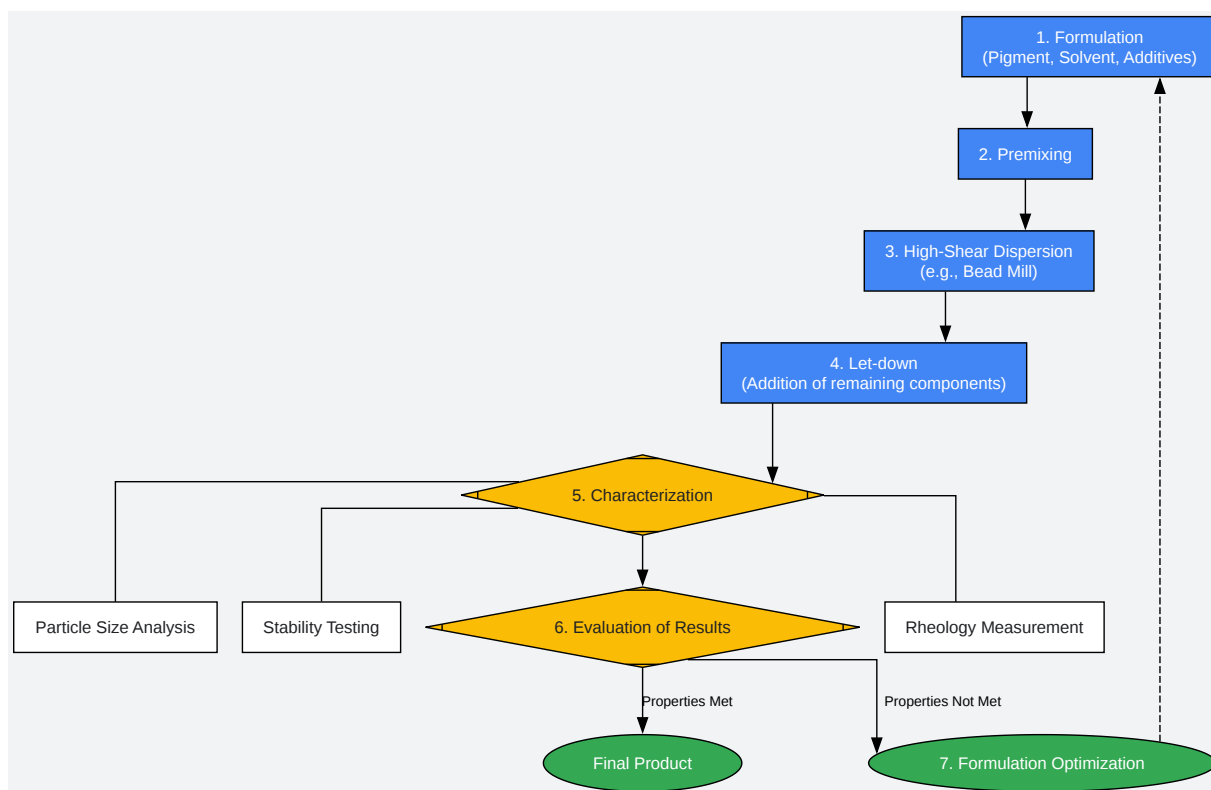 1. Formulation
(Pigment, Solvent, Additives)
2. Premixing
3. High-Shear Dispersion
(e.g., Bead Mill)
4. Let-down
(Addition of remaining components)
5. Characterization
Particle Size Analysis
Stability Testing
6. Evaluation of Results
Rheology Measurement
Properties Met
Properties Not Met
Final Product
7. Formulation Optimization